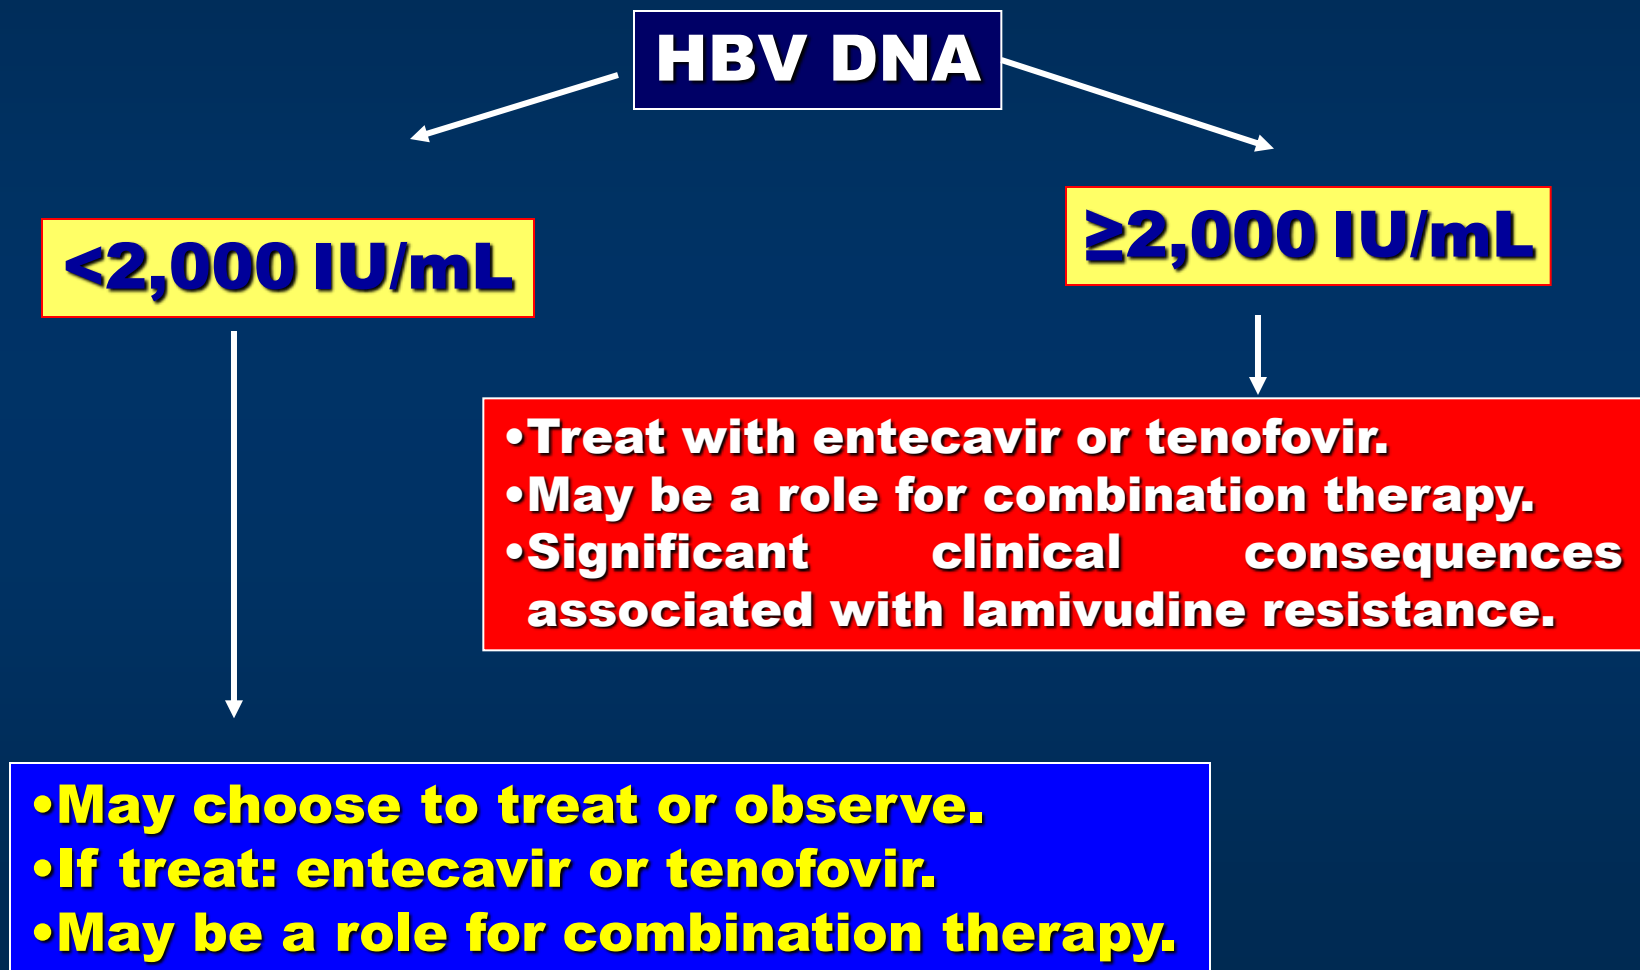 HBV DNA
<2,000 IU/mL
≥2,000 IU/mL
•Treat with entecavir or tenofovir.
•May be a role for combination therapy.
•Significant clinical consequences
associated with lamivudine resistance.
•May choose to treat or observe.
•If treat: entecavir or tenofovir.
•May be a role for combination therapy.